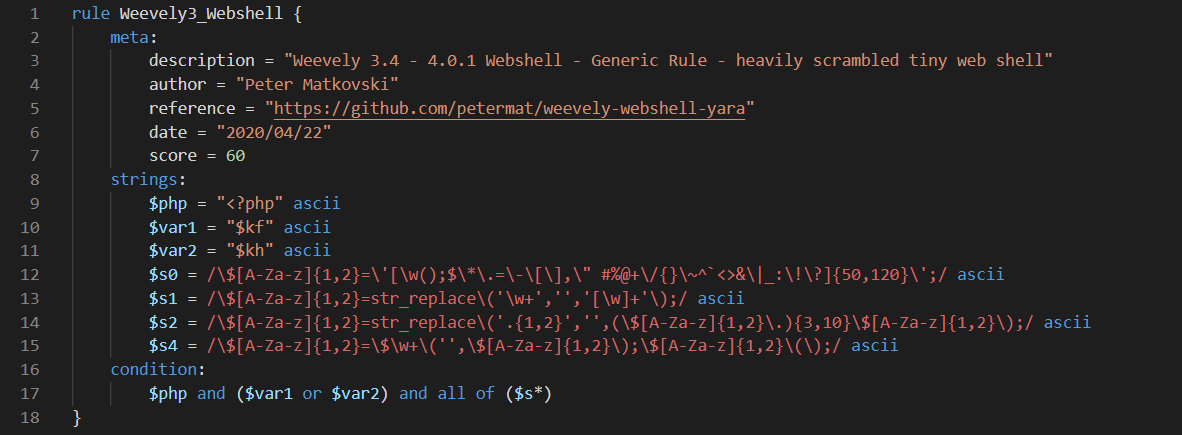 1 rule Weevely3_Webshell {
2     meta:
3         description = "Weevely 3.4 - 4.0.1 Webshell - Generic Rule - heavily scrambled tiny web shell"
4         author = "Peter Matkovski"
5         reference = "https://github.com/petermat/weevely-webshell-yara"
6         date = "2020/04/22"
7         score = 60
8     strings:
9         $php = "<?php" ascii
10         $var1 = "$kf" ascii
11         $var2 = "$kh" ascii
12         $s0 = /\$[A-Za-z]{1,2}=\'[\w();$\*\.=\-\[\],\" #%@+\/{}\~^`<>&\|_:\!\?]{50,120}\';/ ascii
13         $s1 = /\$[A-Za-z]{1,2}=str_replace\('\w+','','[\w]+'\);/ ascii
14         $s2 = /\$[A-Za-z]{1,2}=str_replace\('.{1,2}','',(\$[A-Za-z]{1,2}\.){3,10}\$[A-Za-z]{1,2}\);/ ascii
15         $s4 = /\$[A-Za-z]{1,2}=\$\w+\('',\$[A-Za-z]{1,2}\);\$[A-Za-z]{1,2}\(\);/ ascii
16     condition:
17         $php and ($var1 or $var2) and all of ($s*)
18 }